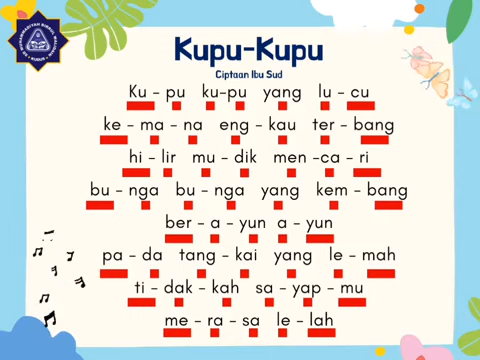 Kupu-Kupu
Ciptaan Ibu Sud
Ku - pu ku-pu yang lu - cu
ke - ma - na eng - kau ter - bang
hi - lir mu - dik men -ca - ri
bu - nga bu - nga yang kem - bang
ber - a - yun a - yun
pa - da tang - kai yang le - mah
ti - dak - kah sa - yap - mu
me - ra - sa le - lah